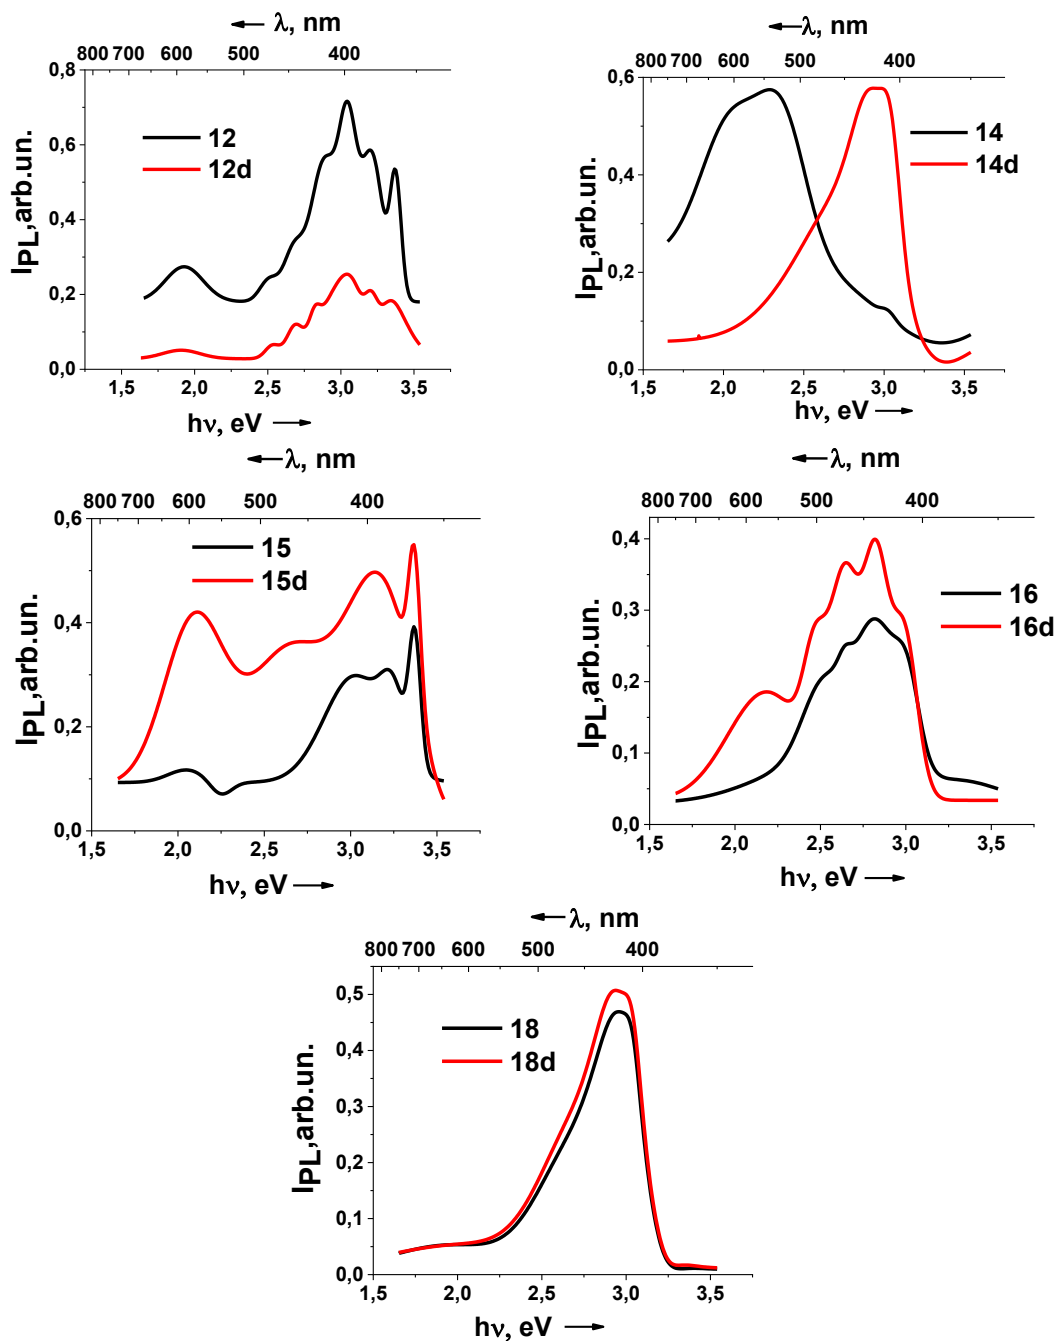 ← λ, nm
800 700 600 500 400
0,8
0,6
0,4
0,2
0,0
I PL,arb.un.
12
12d
1,5 2,0 2,5 3,0 3,5
hν, eV →
← λ, nm
800 700 600 500 400
0,6
0,4
0,2
0,0
I PL,arb.un.
14
14d
1,5 2,0 2,5 3,0 3,5
hν, eV →
← λ, nm
800 700 600 500 400
0,6
0,4
0,2
0,0
I PL,arb.un.
15
15d
1,5 2,0 2,5 3,0 3,5
hν, eV →
← λ, nm
800 700 600 500 400
0,4
0,3
0,2
0,1
0,0
I PL,arb.un.
16
16d
1,5 2,0 2,5 3,0 3,5
hν, eV →
← λ, nm
800 700 600 500 400
0,5
0,4
0,3
0,2
0,1
0,0
I PL,arb.un.
18
18d
1,5 2,0 2,5 3,0 3,5
hν, eV →